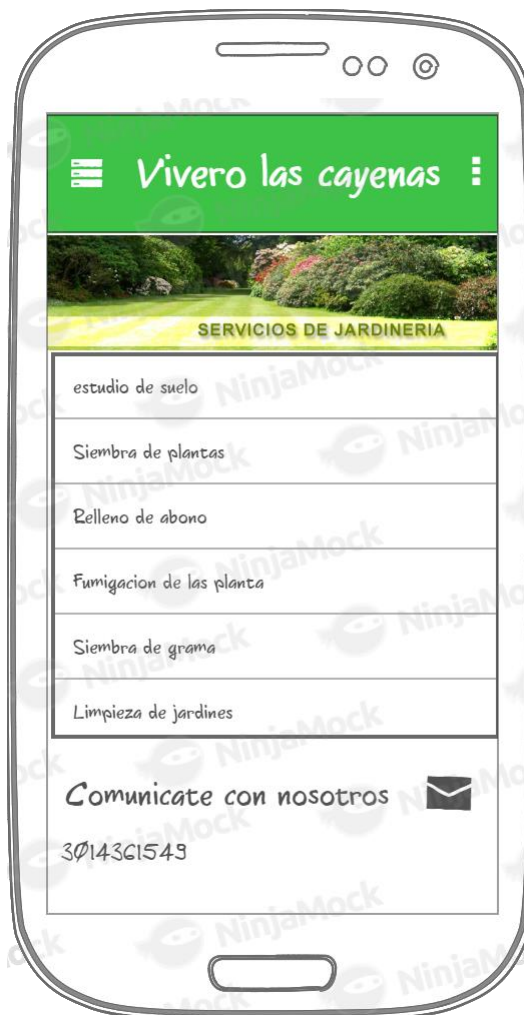 Vivero las cayenas
SERVICIOS DE JARDINERIA
estudio de suelo
Siembra de plantas
Relleno de abono
Fumigacion de las planta
Siembra de grama
Limpieza de jardines
Comunicate con nosotros
3014361549
NinjaMock